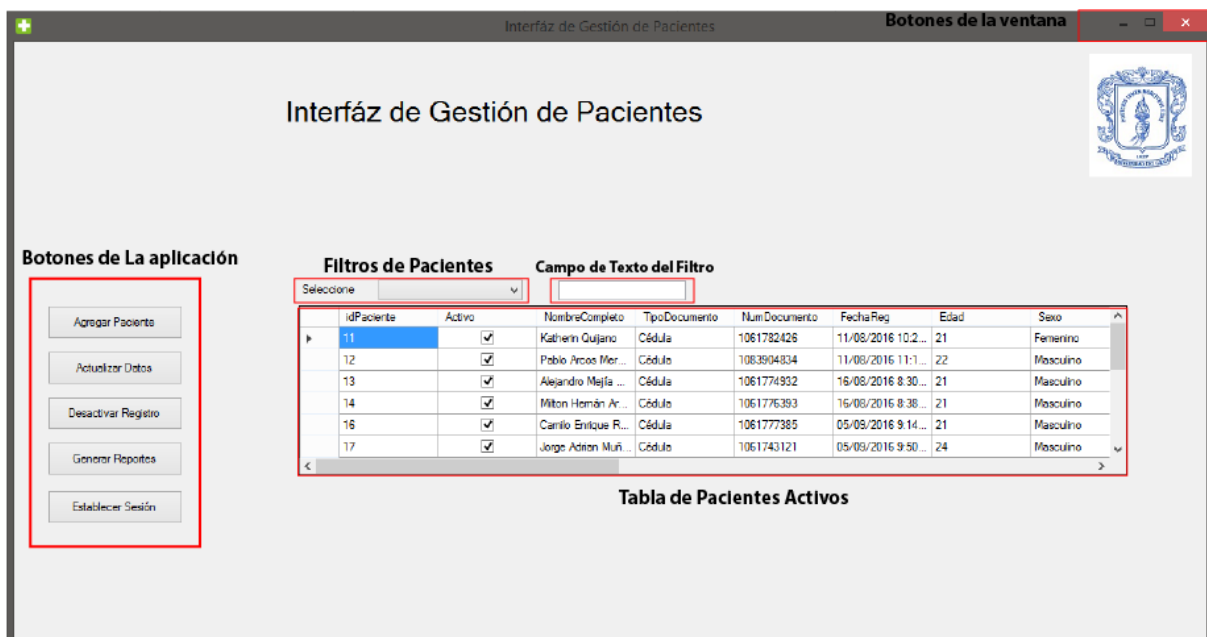 Interfáz de Gestión de Pacientes
Botones de la ventana
Interfáz de Gestión de Pacientes
Botones de La aplicación
Agregar Paciente
Actualizar Datos
Desactivar Registro
Generar Reportes
Establecer Sesión
Filtros de Pacientes
Campo de Texto del Filtro
Seleccione
idPaciente Activo NombreCompleto TipoDocumento NumDocumento FechaReg Edad Sexo
11 Katherin Quijano Cédula 1061782426 11/08/2016 10:2... 21 Femenino
12 Pablo Arcos Mer... Cédula 1083904834 11/08/2016 11:1... 22 Masculino
13 Alejandro Mejía ... Cédula 1061774932 16/08/2016 8:30... 21 Masculino
14 Milton Hernán Ar... Cédula 1061776393 16/08/2016 8:38... 21 Masculino
16 Camilo Enrique R... Cédula 1061777385 05/09/2016 9:14... 21 Masculino
17 Jorge Adrian Muñ... Cédula 1061743121 05/09/2016 9:50... 24 Masculino
Tabla de Pacientes Activos